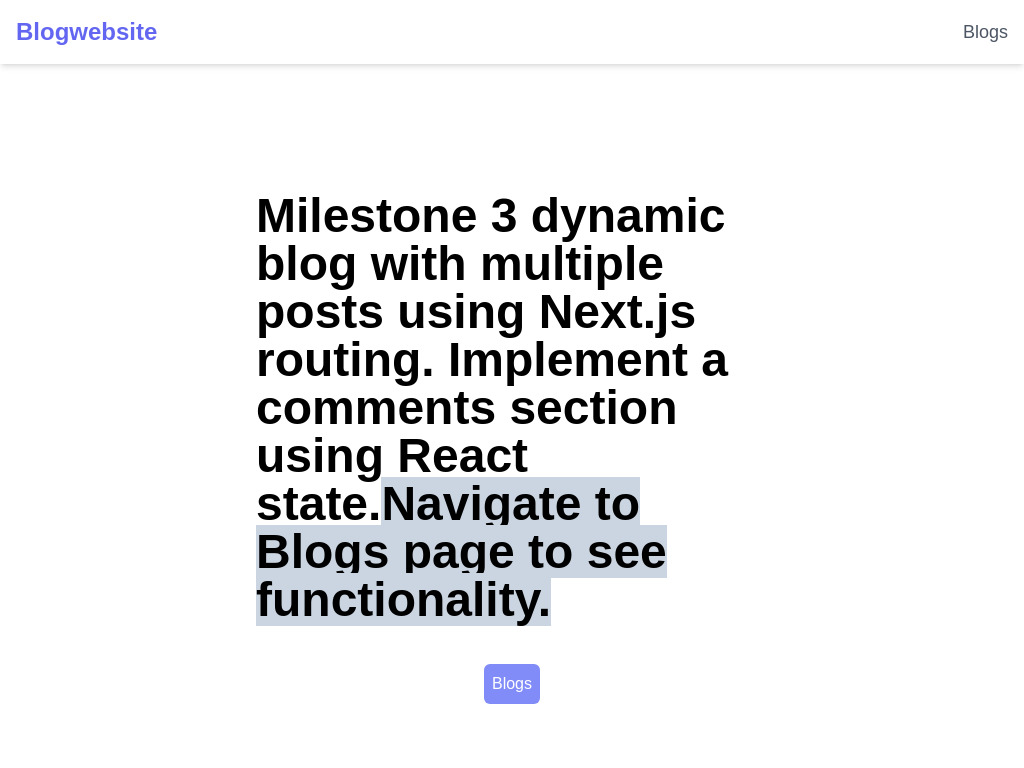 Blogwebsite
Blogs
Milestone 3 dynamic
blog with multiple
posts using Next.js
routing. Implement a
comments section
using React
state.Navigate to
Blogs page to see
functionality.
Blogs